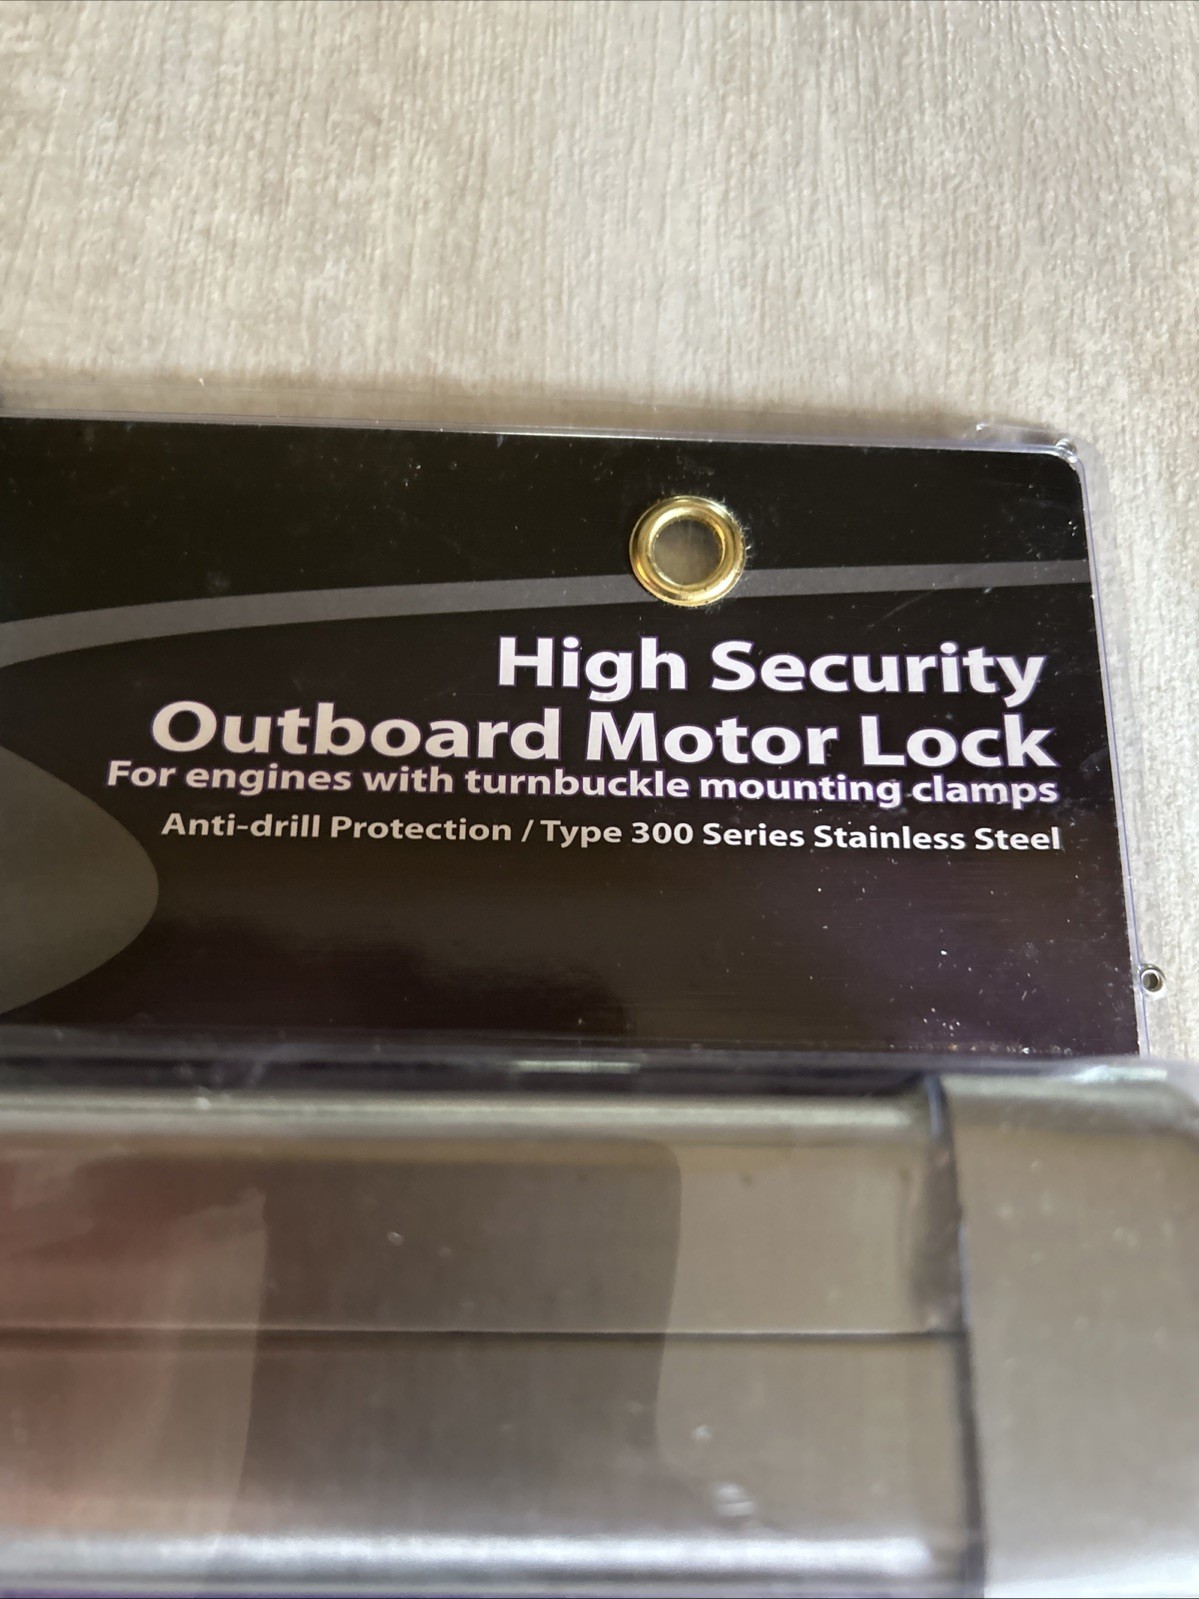 High Security
Outboard Motor Lock
For engines with turnbuckle mounting clamps
Anti-drill Protection / Type 300 Series Stainless Steel